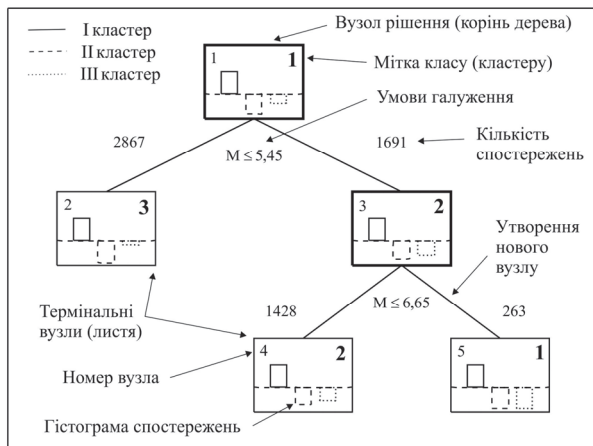 I кластер
II кластер
III кластер
Вузол рішення (корінь дерева)
1 1
Мітка класу (кластеру)
Умови галуження
2867
M ≤ 5,45
1691
Кількість
спостережень
2 3
3 2
Утворення
нового
вузлу
Термінальні
вузли (листя)
1428
M ≤ 6,65
263
4 2
5 1
Номер вузла
Гістограма спостережень